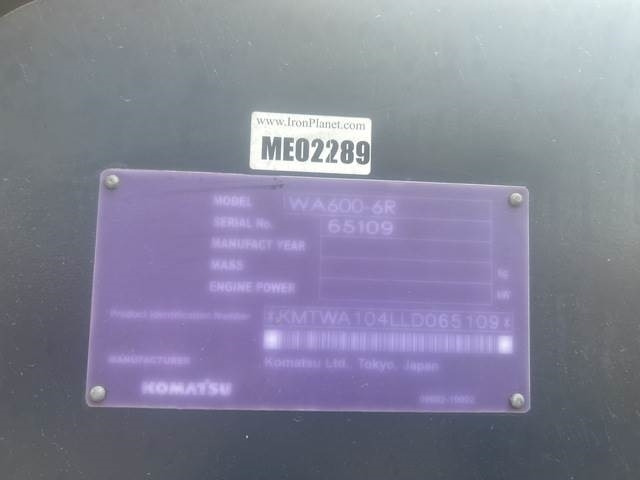 www.IronPlanet.com
ME02289
MODEL WA600-6R
SERIAL No. 65109
MANUFACT YEAR
MASS Kg
ENGINE POWER kW
Product Identification Number *KMTWA104LLD065109*
MANUFACTURER Komatsu Ltd. Tokyo, Japan
KOMATSU